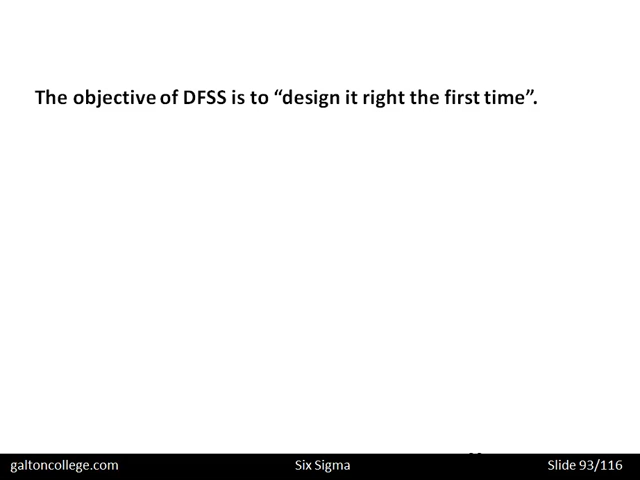 The objective of DFSS is to “design it right the first time”.
galtoncollege.com
Six Sigma
Slide 93/116